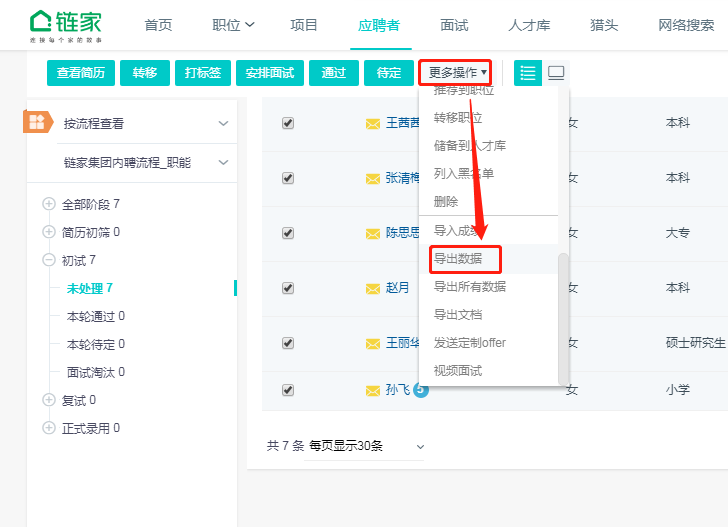 链家
连接每个家的故事
首页 职位 项目 应聘者 面试 人才库 猎头 网络搜索
查看简历 转移 打标签 安排面试 通过 待定 更多操作
推荐到职位
转移职位
储备到人才库
列入黑名单
删除
导入成绩
导出数据
导出所有数据
导出文档
发送定制offer
视频面试
按流程查看
链家集团内聘流程_职能
全部阶段 7
简历初筛 0
初试 7
未处理 7
本轮通过 0
本轮待定 0
面试淘汰 0
复试 0
正式录用 0
王茜茜 女 本科
张清梅 女 本科
陈思思 女 大专
赵月 女 本科
王丽华 女 硕士研究生
孙飞 5 女 小学
共 7 条 每页显示30条